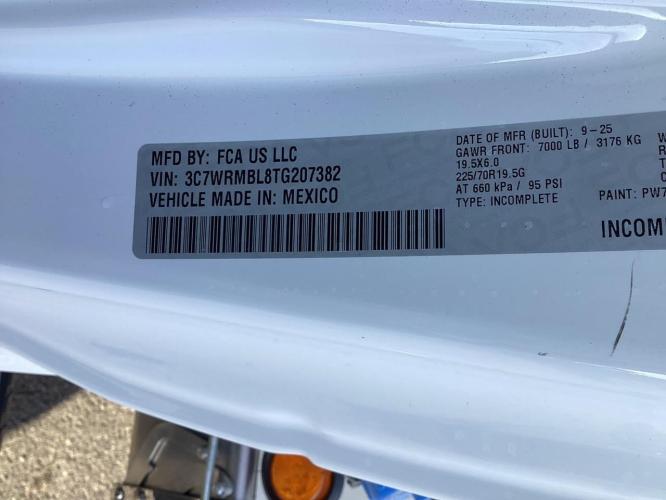 MFD BY: FCA US LLC
VIN: 3C7WRMBL8TG207382
VEHICLE MADE IN: MEXICO
DATE OF MFR (BUILT): 9-25
GAWR FRONT: 7000 LB / 3176 KG
19.5X6.0
225/70R19.5G
AT 660 kPa / 95 PSI
TYPE: INCOMPLETE
PAINT: PW7